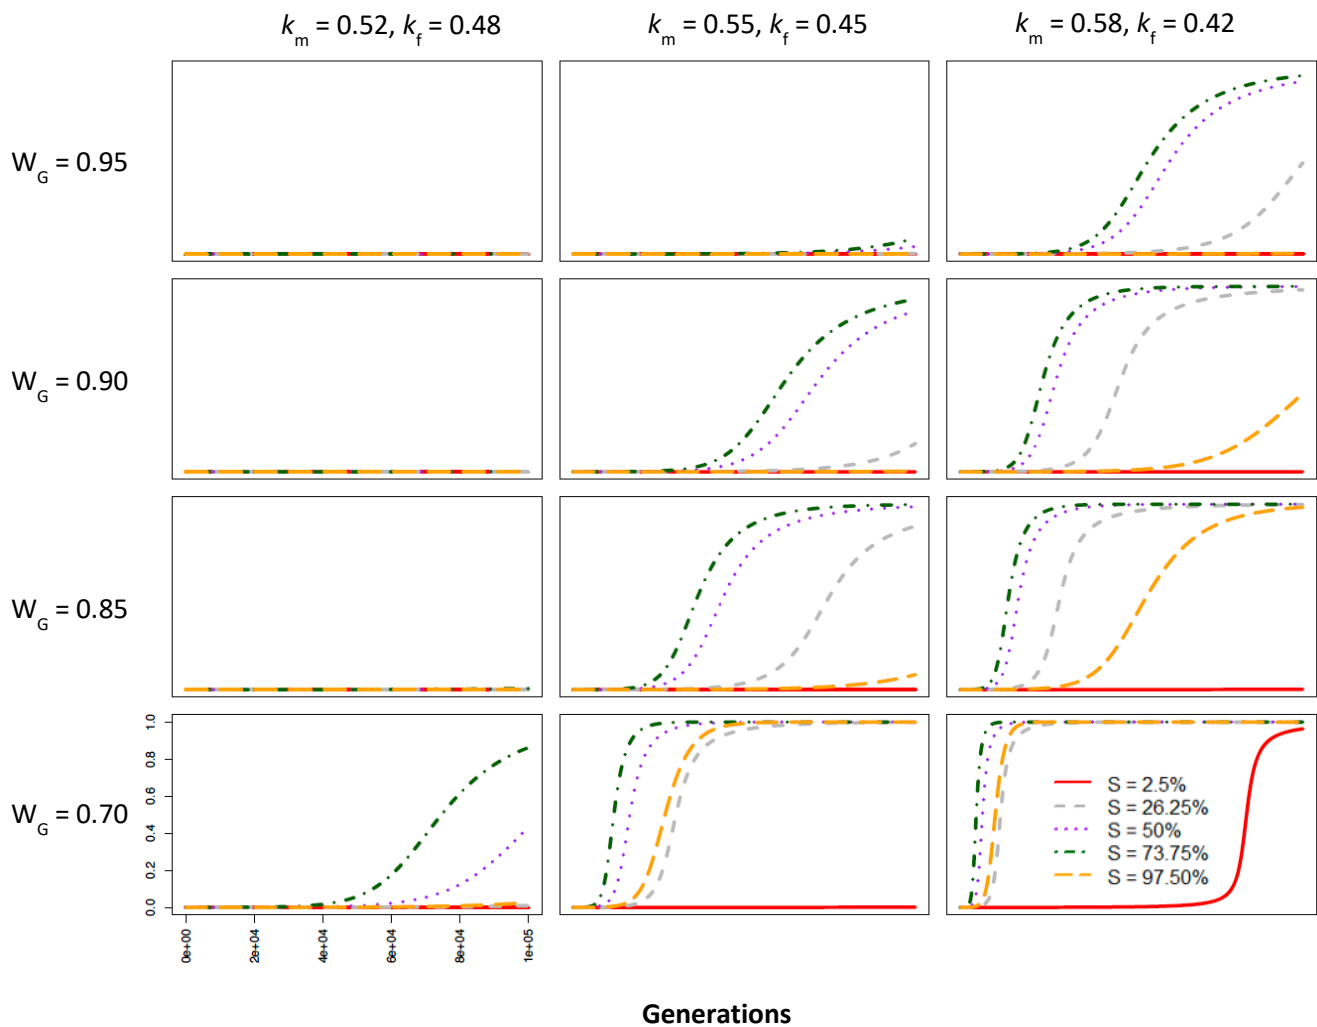 k_m = 0.52, k_f = 0.48
k_m = 0.55, k_f = 0.45
k_m = 0.58, k_f = 0.42
W_G = 0.95
W_G = 0.90
W_G = 0.85
W_G = 0.70
1.0
0.8
0.6
0.4
0.2
0.0
0e+00
2e+04
4e+04
6e+04
8e+04
1e+05
S = 2.5%
S = 26.25%
S = 50%
S = 73.75%
S = 97.50%
Generations